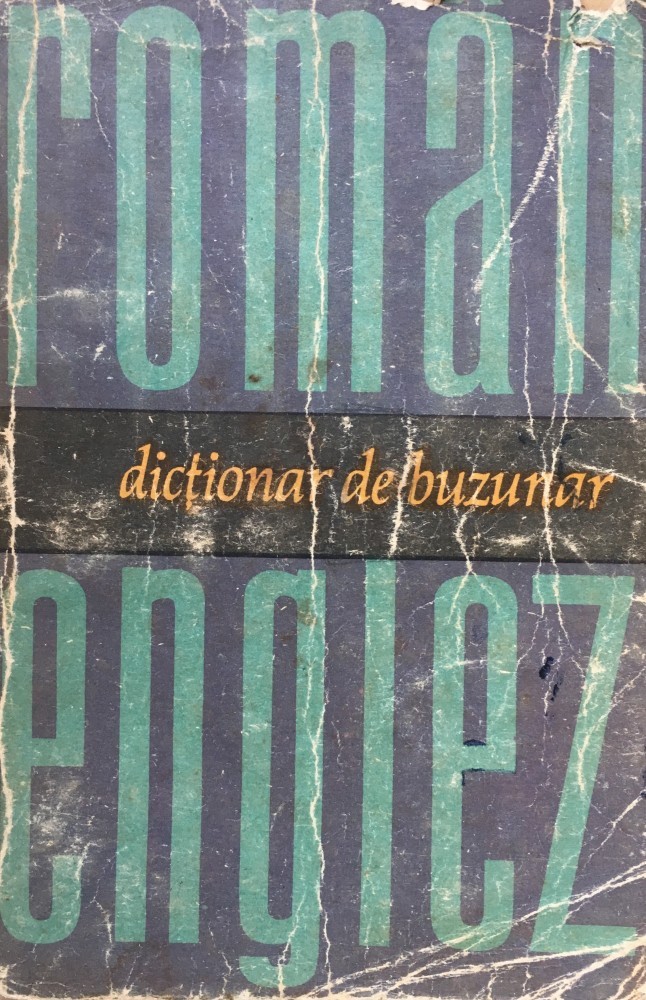 român
dicționar de buzunar
englez